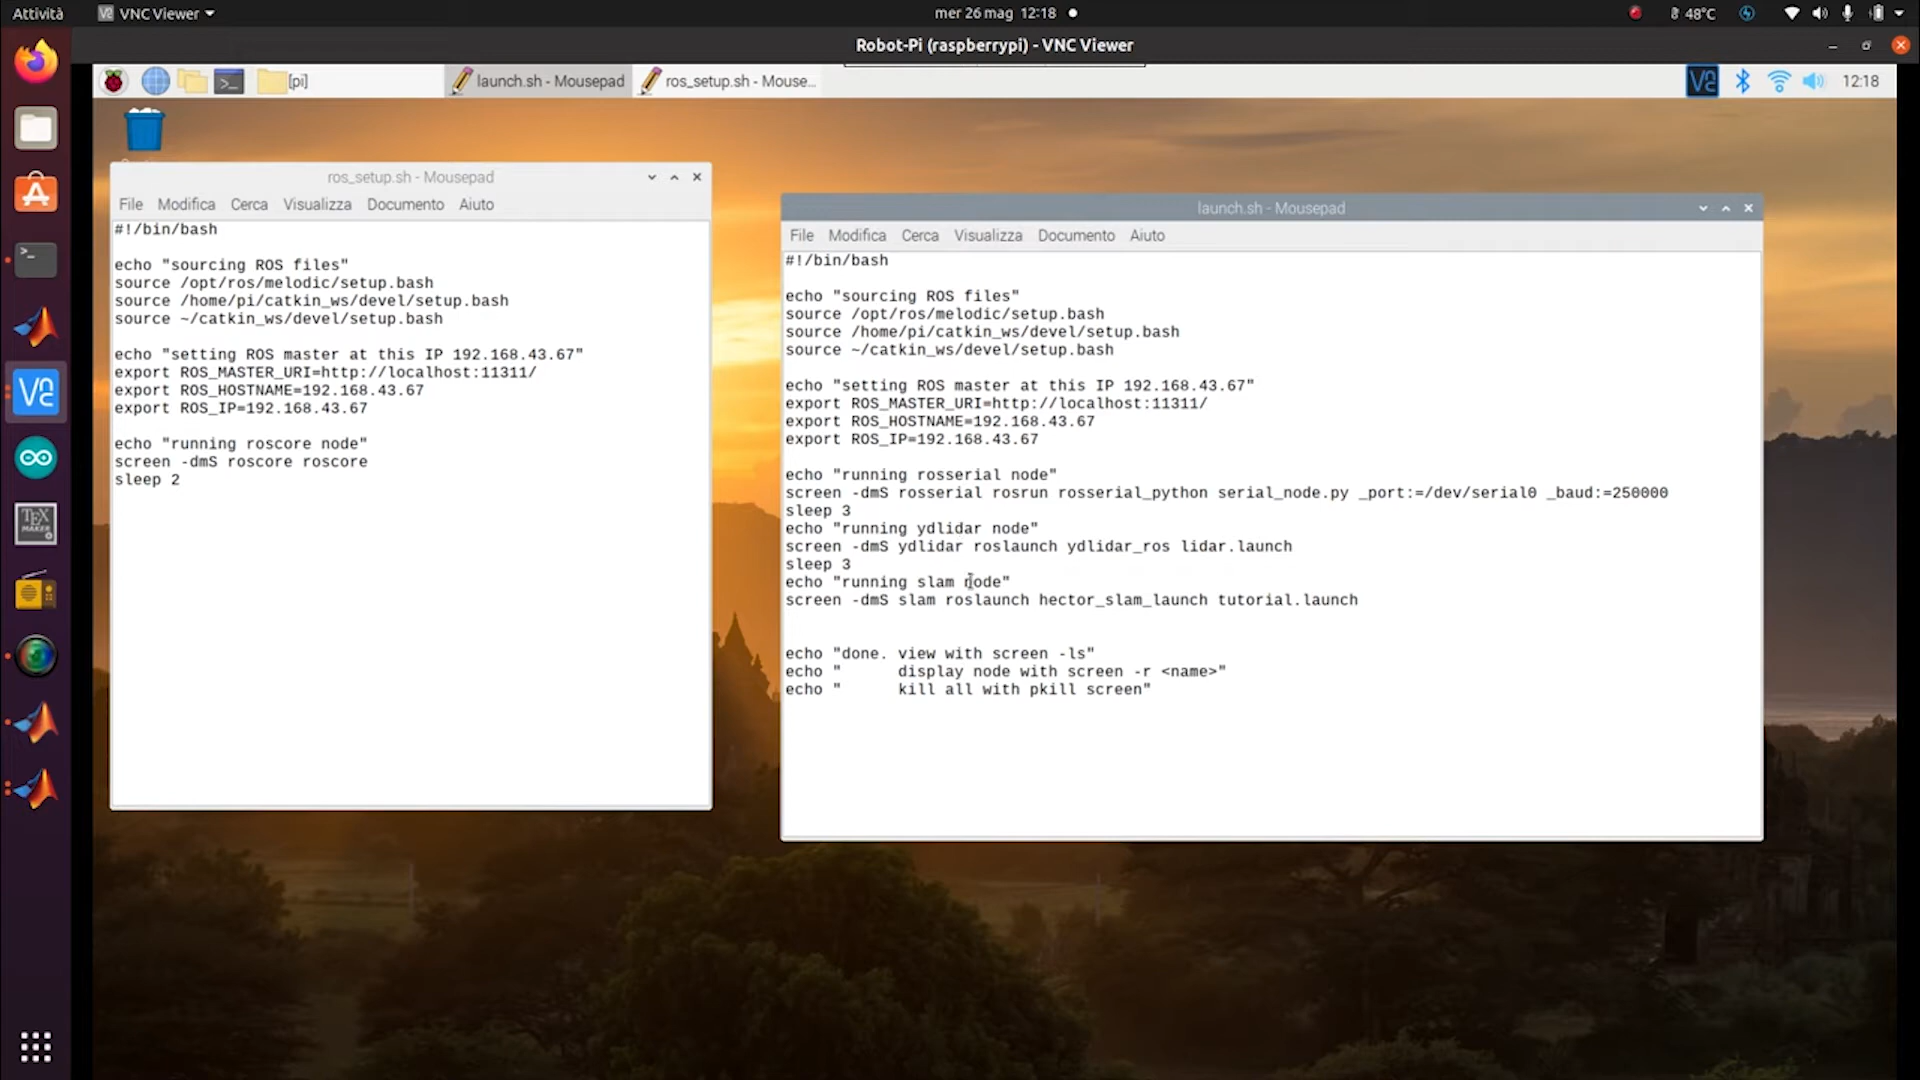 Attività
VNC Viewer
mer 26 mag 12:18
48°C
Robot-Pi (raspberrypi) - VNC Viewer
[pi]
launch.sh - Mousepad
ros_setup.sh - Mouse...
12:18
ros_setup.sh - Mousepad
File Modifica Cerca Visualizza Documento Aiuto
#!/bin/bash
echo "sourcing ROS files"
source /opt/ros/melodic/setup.bash
source /home/pi/catkin_ws/devel/setup.bash
source ~/catkin_ws/devel/setup.bash
echo "setting ROS master at this IP 192.168.43.67"
export ROS_MASTER_URI=http://localhost:11311/
export ROS_HOSTNAME=192.168.43.67
export ROS_IP=192.168.43.67
echo "running roscore node"
screen -dmS roscore roscore
sleep 2
launch.sh - Mousepad
File Modifica Cerca Visualizza Documento Aiuto
#!/bin/bash
echo "sourcing ROS files"
source /opt/ros/melodic/setup.bash
source /home/pi/catkin_ws/devel/setup.bash
source ~/catkin_ws/devel/setup.bash
echo "setting ROS master at this IP 192.168.43.67"
export ROS_MASTER_URI=http://localhost:11311/
export ROS_HOSTNAME=192.168.43.67
export ROS_IP=192.168.43.67
echo "running rosserial node"
screen -dmS rosserial rosrun rosserial_python serial_node.py _port:=/dev/serial0 _baud:=250000
sleep 3
echo "running ydlidar node"
screen -dmS ydlidar roslaunch ydlidar_ros lidar.launch
sleep 3
echo "running slam node"
screen -dmS slam roslaunch hector_slam_launch tutorial.launch
echo "done. view with screen -ls"
echo "      display node with screen -r <name>"
echo "      kill all with pkill screen"
VNC
VNC
TEX
MAKER